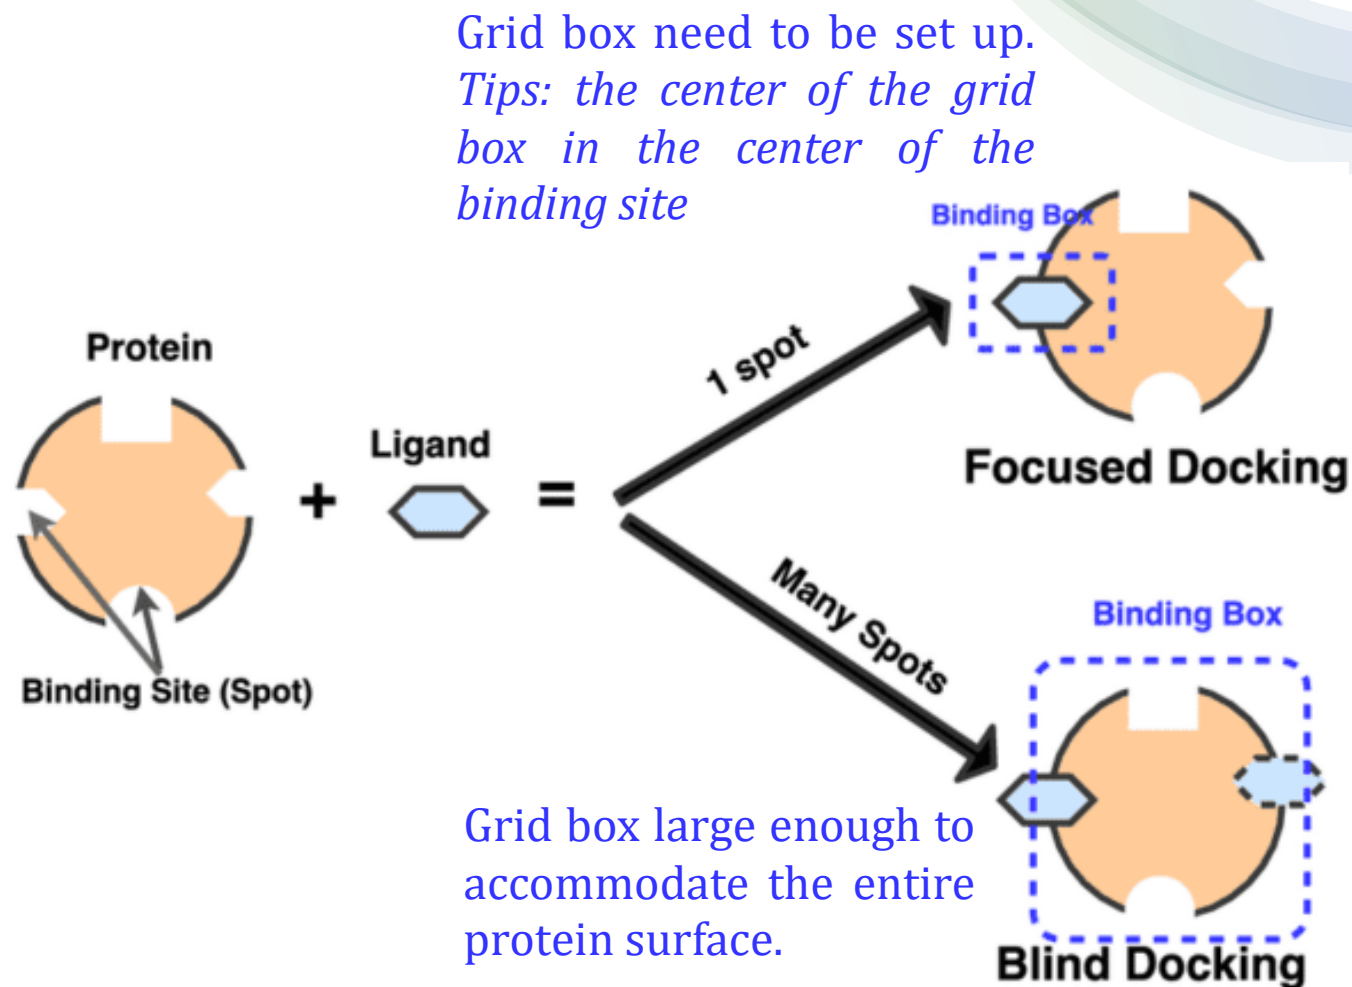 Grid box need to be set up.
Tips: the center of the grid
box in the center of the
binding site
Binding Box
Protein
1 spot
Ligand
+
=
Focused Docking
Many Spots
Binding Box
Binding Site (Spot)
Grid box large enough to
accommodate the entire
protein surface.
Blind Docking